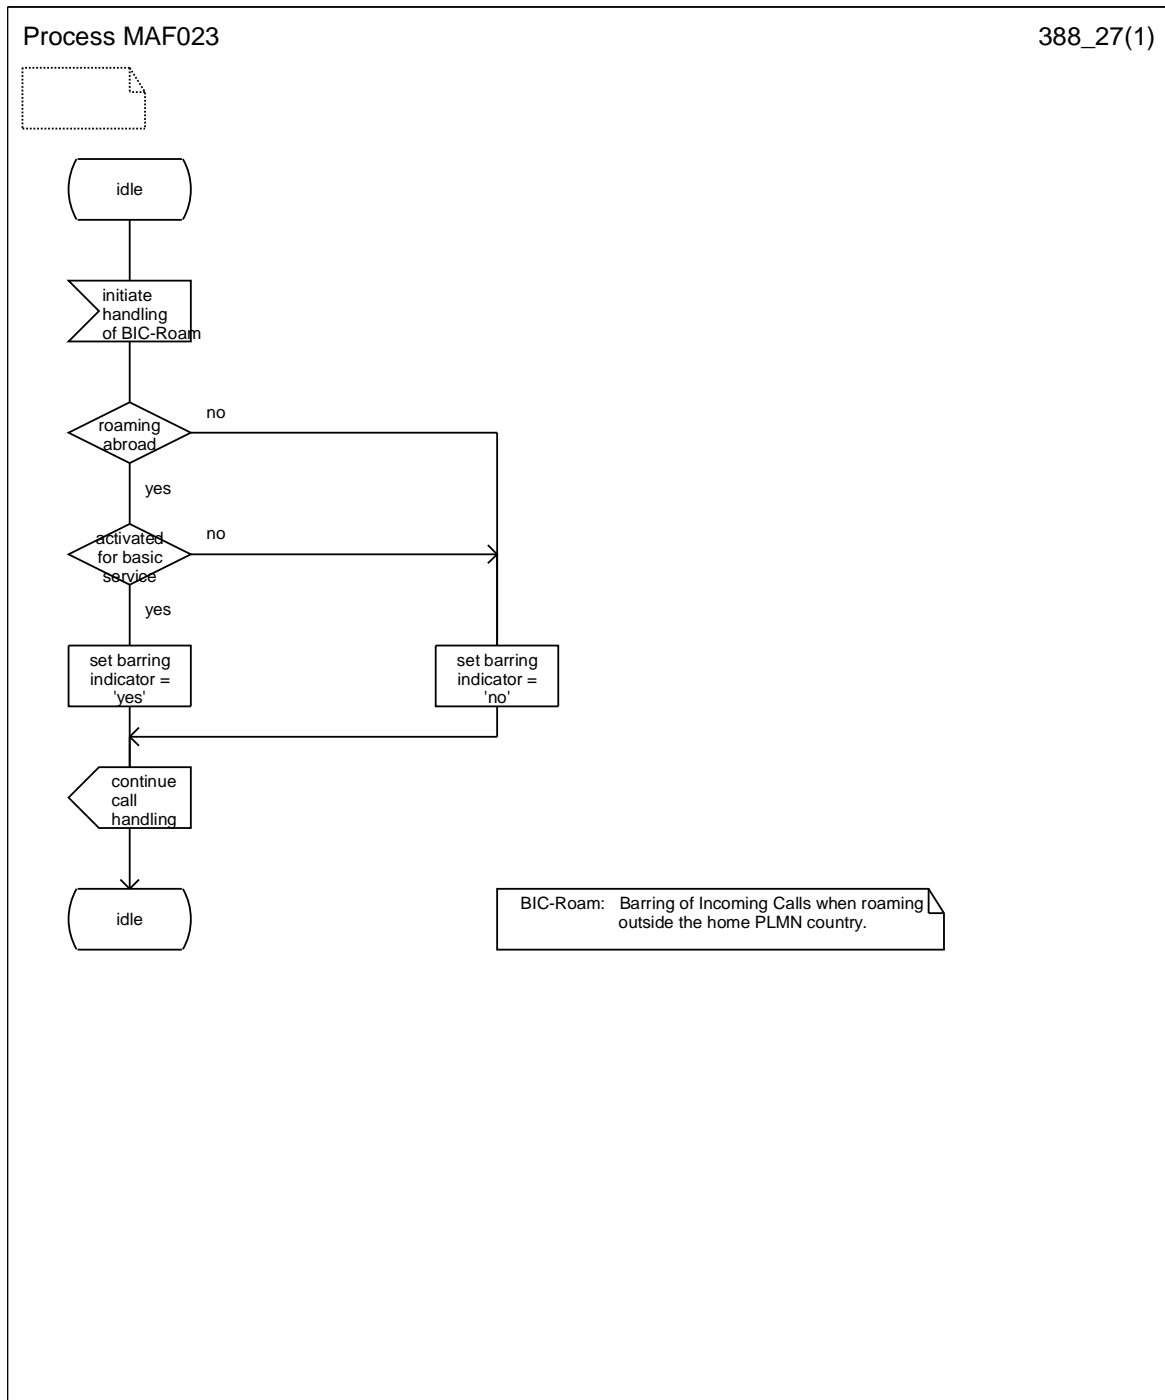 Process MAF023
388_27(1)
idle
initiate
handling
of BIC-Roam
roaming
abroad
no
yes
activated
for basic
service
no
yes
set barring
indicator =
'yes'
set barring
indicator =
'no'
continue
call
handling
idle
BIC-Roam: Barring of Incoming Calls when roaming
outside the home PLMN country.